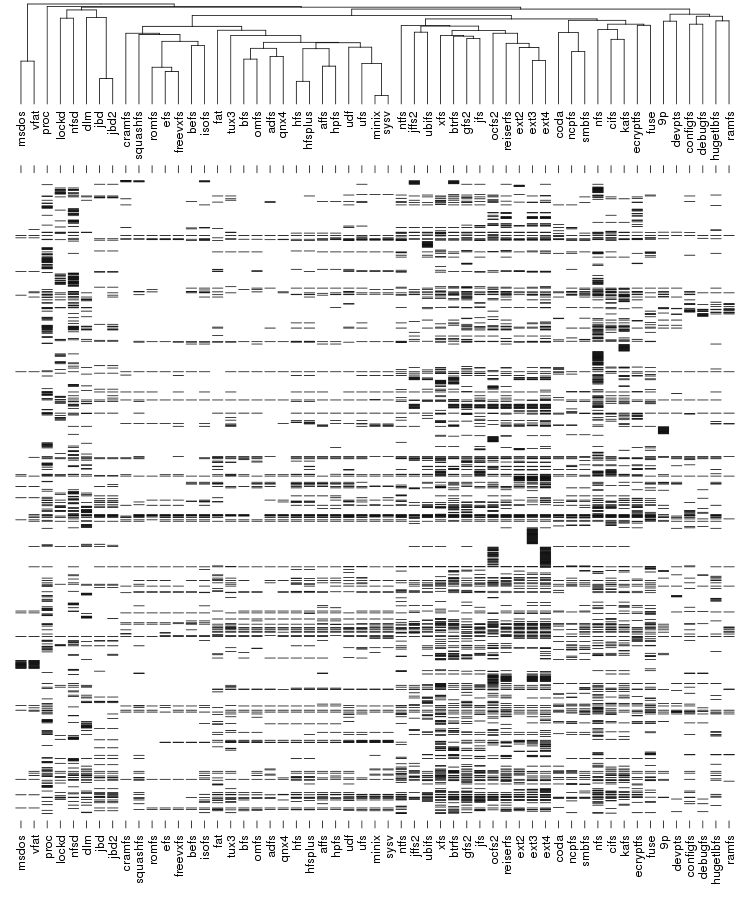 msdos
vfat
proc
lockd
nfsd
dlm
jbd
jbd2
cramfs
squashfs
romfs
efs
freevxfs
befs
isofs
fat
tux3
bfs
omfs
adfs
qnx4
hfs
hfsplus
affs
hpfs
udf
ufs
minix
sysv
ntfs
jffs2
ubifs
xfs
btrfs
gfs2
jfs
ocfs2
reiserfs
ext2
ext3
ext4
coda
ncpfs
smbfs
nfs
cifs
kafs
ecryptfs
fuse
9p
devpts
configfs
debugfs
hugetlbfs
ramfs
msdos
vfat
proc
lockd
nfsd
dlm
jbd
jbd2
cramfs
squashfs
romfs
efs
freevxfs
befs
isofs
fat
tux3
bfs
omfs
adfs
qnx4
hfs
hfsplus
affs
hpfs
udf
ufs
minix
sysv
ntfs
jffs2
ubifs
xfs
btrfs
gfs2
jfs
ocfs2
reiserfs
ext2
ext3
ext4
coda
ncpfs
smbfs
nfs
cifs
kafs
ecryptfs
fuse
9p
devpts
configfs
debugfs
hugetlbfs
ramfs